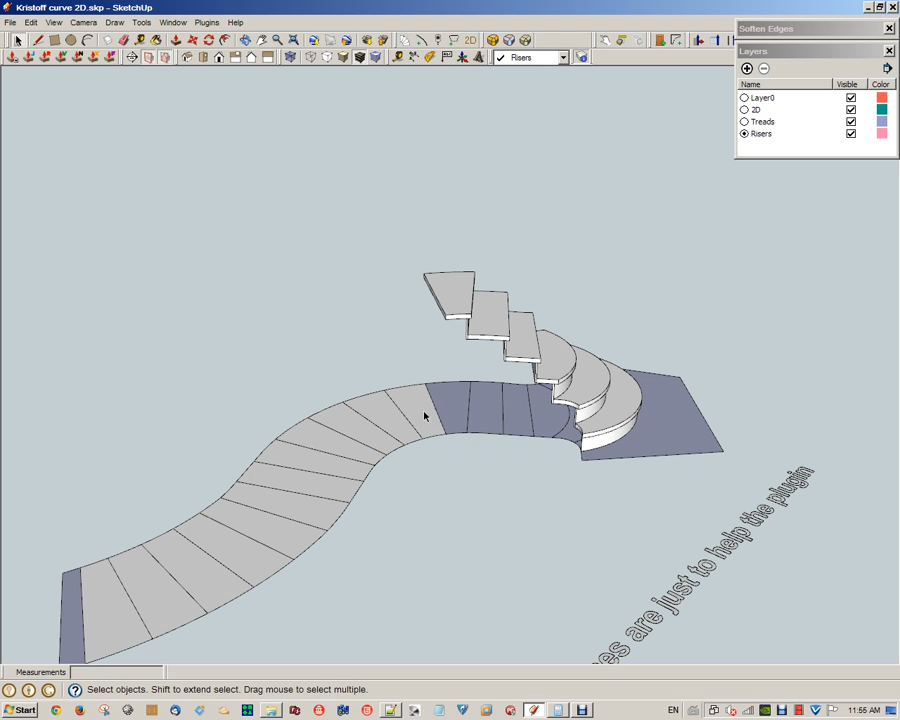 Kristoff curve 2D.skp - SketchUp
File Edit View Camera Draw Tools Window Plugins Help
2D
Risers
Soften Edges
Layers
Name Visible Color
Layer0
2D
Treads
Risers
es are just to help the plugin
Measurements
Select objects. Shift to extend select. Drag mouse to select multiple.
Start EN 11:55 AM